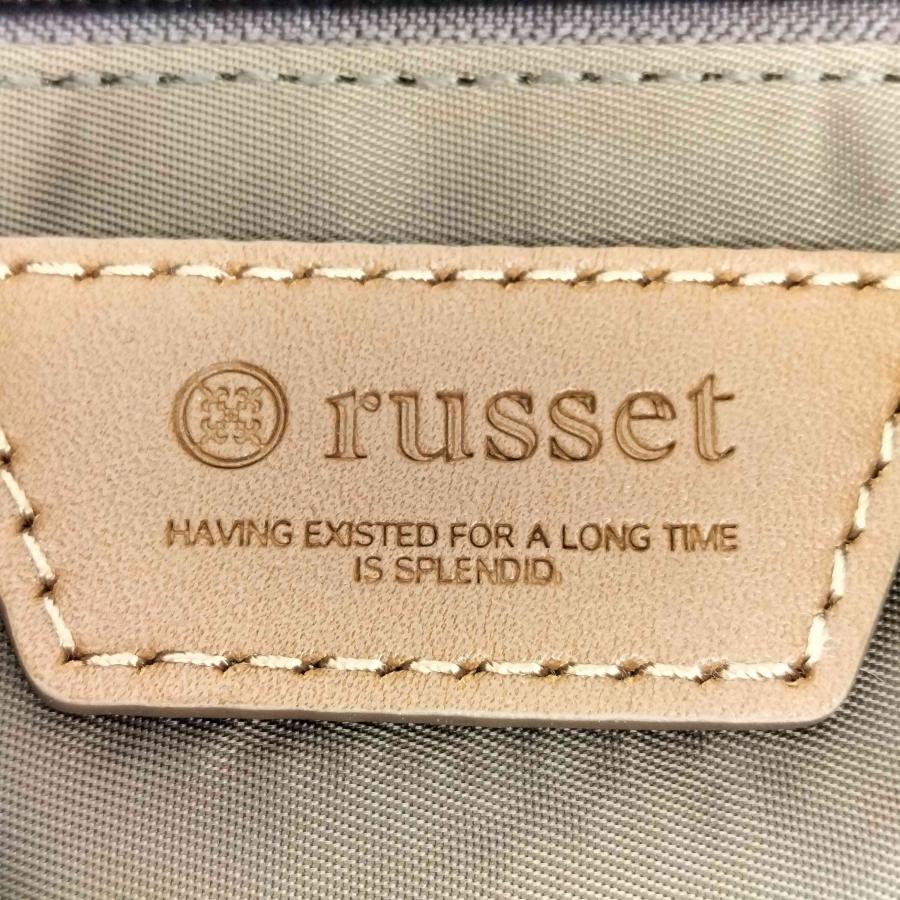 russet
HAVING EXISTED FOR A LONG TIME
IS SPLENDID.